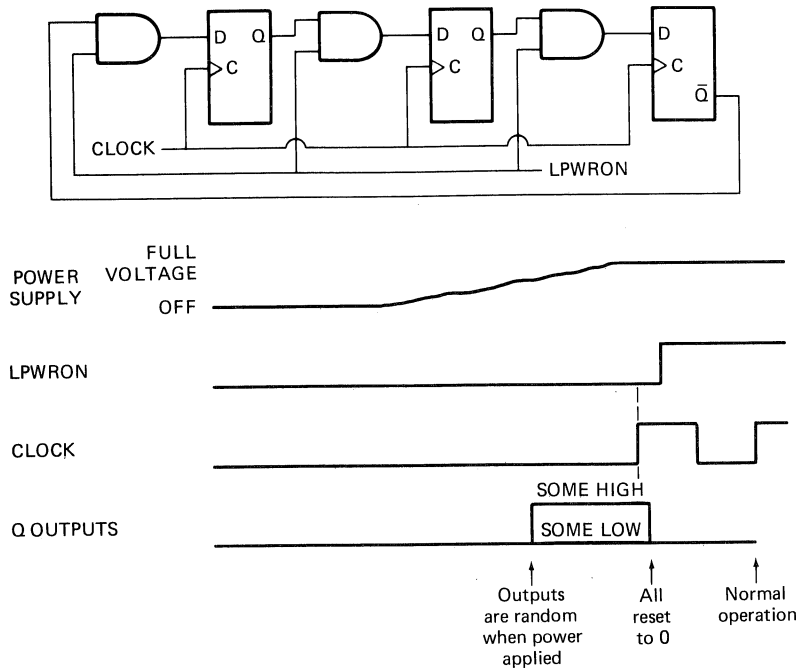 D Q
C
D Q
C
D
C
Q̅
CLOCK
LPWRON
POWER
SUPPLY
FULL
VOLTAGE
OFF
LPWRON
CLOCK
Q OUTPUTS
SOME HIGH
SOME LOW
Outputs
are random
when power
applied
All
reset
to 0
Normal
operation